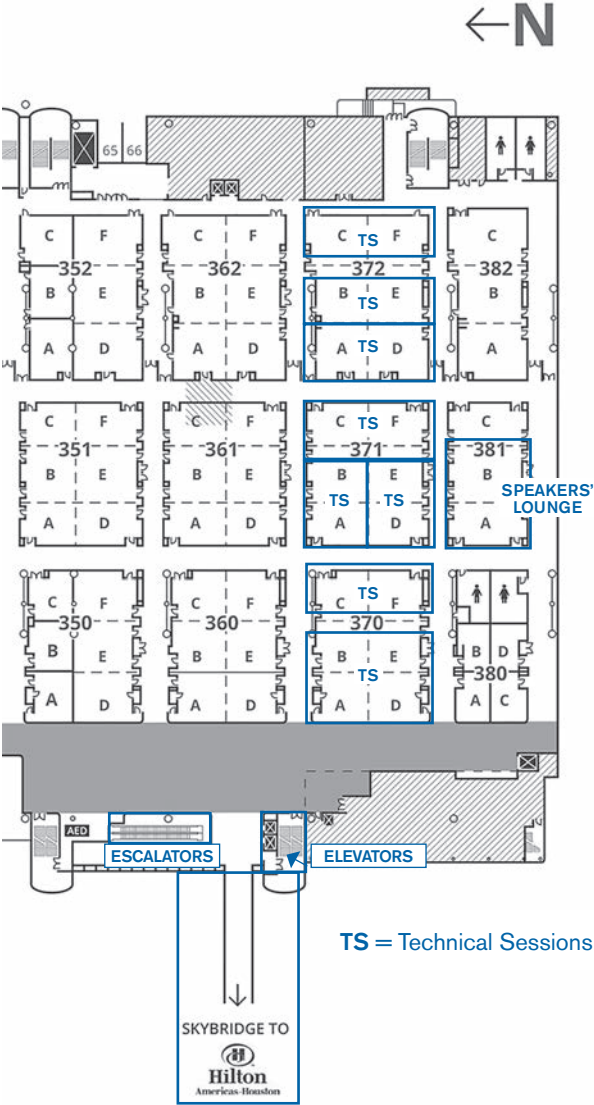 N
65 66
C F C F C TS F C
352 362 372 382
B E B E B TS E B
A D A D A TS D A
C F C F C TS F C
351 361 371 381
B E B E B E B
TS TS
SPEAKERS'
LOUNGE
A D A D A D A
TS
C F C F C F
350 360 370
B E B E B E B D
TS
380
A D A D A D A C
AED
ESCALATORS ELEVATORS
TS = Technical Sessions
SKYBRIDGE TO
H
Hilton
Americas-Houston